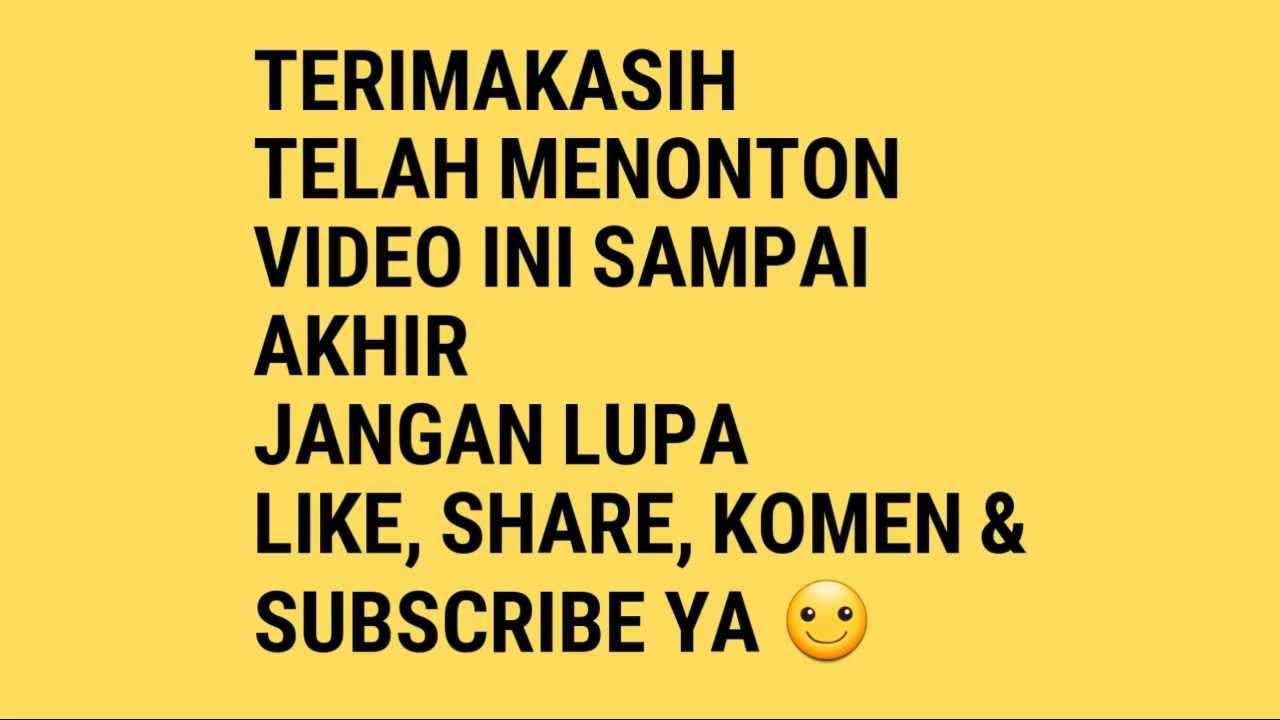 TERIMAKASIH
TELAH MENONTON
VIDEO INI SAMPAI
AKHIR
JANGAN LUPA
LIKE, SHARE, KOMEN &
SUBSCRIBE YA 🙂